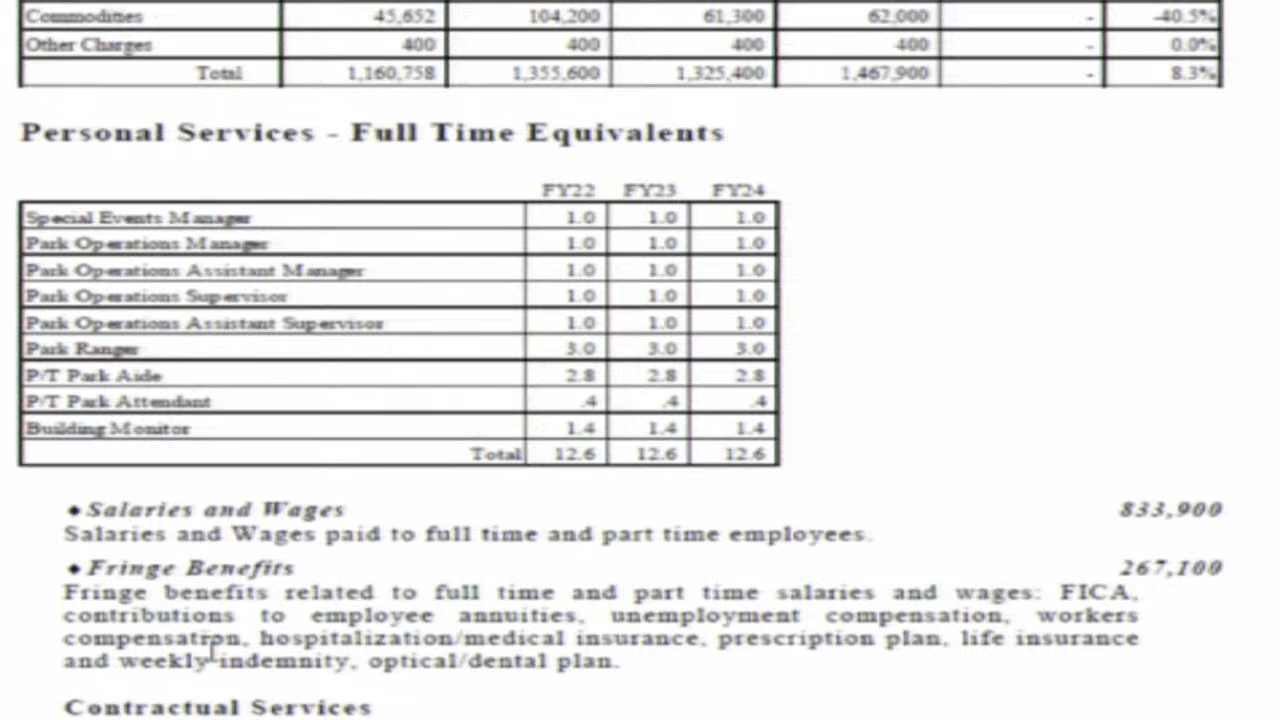 Commodities 45,652 104,200 61,300 62,000 - -40.5%
Other Charges 400 400 400 400 - 0.0%
Total 1,160,758 1,355,600 1,325,400 1,467,900 - 8.3%
Personal Services - Full Time Equivalents
FY22 FY23 FY24
Special Events Manager 1.0 1.0 1.0
Park Operations Manager 1.0 1.0 1.0
Park Operations Assistant Manager 1.0 1.0 1.0
Park Operations Supervisor 1.0 1.0 1.0
Park Operations Assistant Supervisor 1.0 1.0 1.0
Park Ranger 3.0 3.0 3.0
P/T Park Aide 2.8 2.8 2.8
P/T Park Attendant .4 .4 .4
Building Monitor 1.4 1.4 1.4
Total 12.6 12.6 12.6
• Salaries and Wages 833,900
Salaries and Wages paid to full time and part time employees.
• Fringe Benefits 267,100
Fringe benefits related to full time and part time salaries and wages: FICA,
contributions to employee annuities, unemployment compensation, workers
compensation, hospitalization/medical insurance, prescription plan, life insurance
and weekly indemnity, optical/dental plan.
Contractual Services